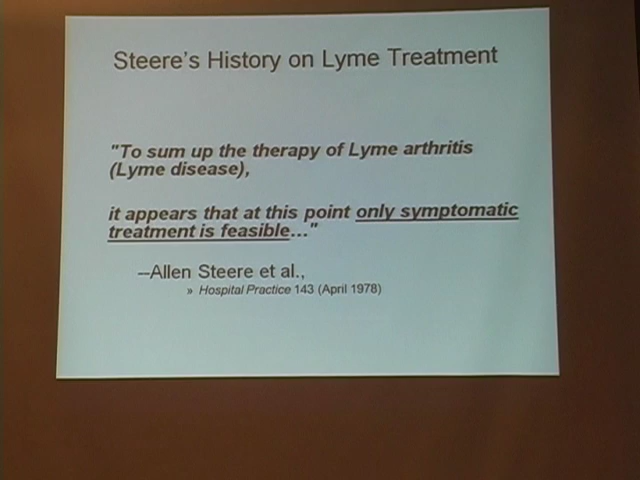 Steere's History on Lyme Treatment
"To sum up the therapy of Lyme arthritis
(Lyme disease),
it appears that at this point only symptomatic
treatment is feasible…"
–Allen Steere et al.,
» Hospital Practice 143 (April 1978)